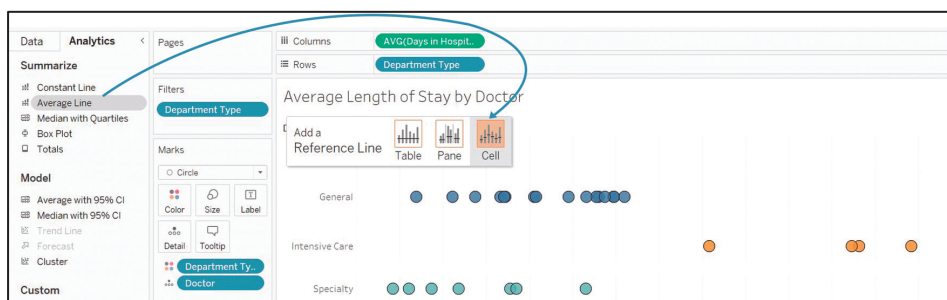 Data Analytics
Summarize
Constant Line
Average Line
Median with Quartiles
Box Plot
Totals
Model
Average with 95% CI
Median with 95% CI
Trend Line
Forecast
Cluster
Custom
Pages
Filters
Department Type
Marks
Circle
Color Size Label
Detail Tooltip
Department Ty..
Doctor
Columns AVG(Days in Hospit..
Rows Department Type
Average Length of Stay by Doctor
Add a
Reference Line
Table Pane Cell
General
Intensive Care
Specialty